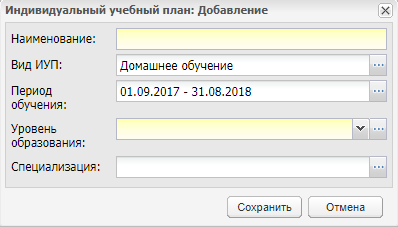 Индивидуальный учебный план: Добавление
Наименование:
Вид ИУП: Домашнее обучение
Период обучения: 01.09.2017 - 31.08.2018
Уровень образования:
Специализация:
Сохранить Отмена